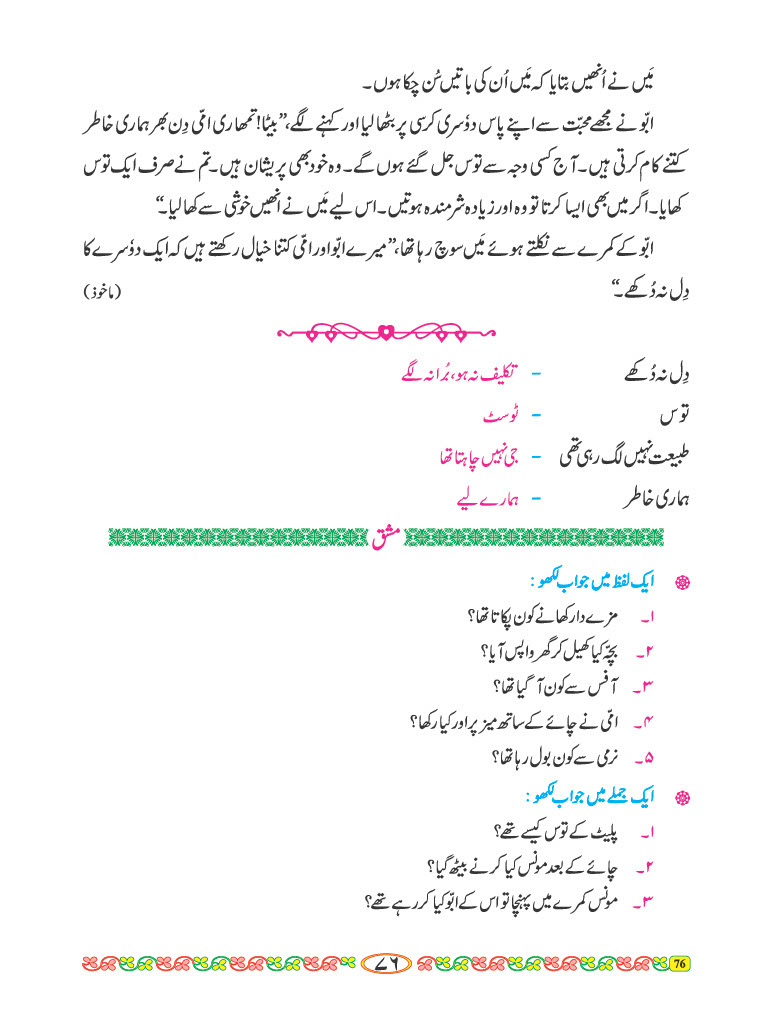 مَیں نے اُنھیں بتایا کہ مَیں اُن کی باتیں سُن چکا ہوں۔
ابّو نے مجھے محبّت سے اپنے پاس دوٗسری کرسی پر بٹھا لیا اور کہنے لگے، ”بیٹا! تمھاری امّی دِن بھر ہماری خاطر
کتنے کام کرتی ہیں۔ آج کسی وجہ سے توس جل گئے ہوں گے۔ وہ خود بھی پریشان ہیں۔ تم نے صرف ایک توس
کھایا۔ اگر میں بھی ایسا کرتا تو وہ اور زیادہ شرمندہ ہوتیں۔ اس لیے مَیں نے انھیں خوشی سے کھا لیا۔“
ابّو کے کمرے سے نکلتے ہوئے مَیں سوچ رہا تھا، ”میرے ابّو اور امّی کتنا خیال رکھتے ہیں کہ ایک دوٗسرے کا
دِل نہ دُکھے۔“ (ماخوذ)
دِل نہ دُکھے - تکلیف نہ ہو، بُرا نہ لگے
توس - ٹوسٹ
طبیعت نہیں لگ رہی تھی - جی نہیں چاہتا تھا
ہماری خاطر - ہمارے لیے
مشق
ایک لفظ میں جواب لکھو :
۱۔ مزے دار کھانے کون پکاتا تھا؟
۲۔ بچّہ کیا کھیل کر گھر واپس آیا؟
۳۔ آفس سے کون آ گیا تھا؟
۴۔ امّی نے چائے کے ساتھ میز پر اور کیا رکھا؟
۵۔ نرمی سے کون بول رہا تھا؟
ایک جملے میں جواب لکھو :
۱۔ پلیٹ کے توس کیسے تھے؟
۲۔ چائے کے بعد مونس کیا کرنے بیٹھ گیا؟
۳۔ مونس کمرے میں پہنچا تو اس کے ابّو کیا کر رہے تھے؟
۷۶ 76